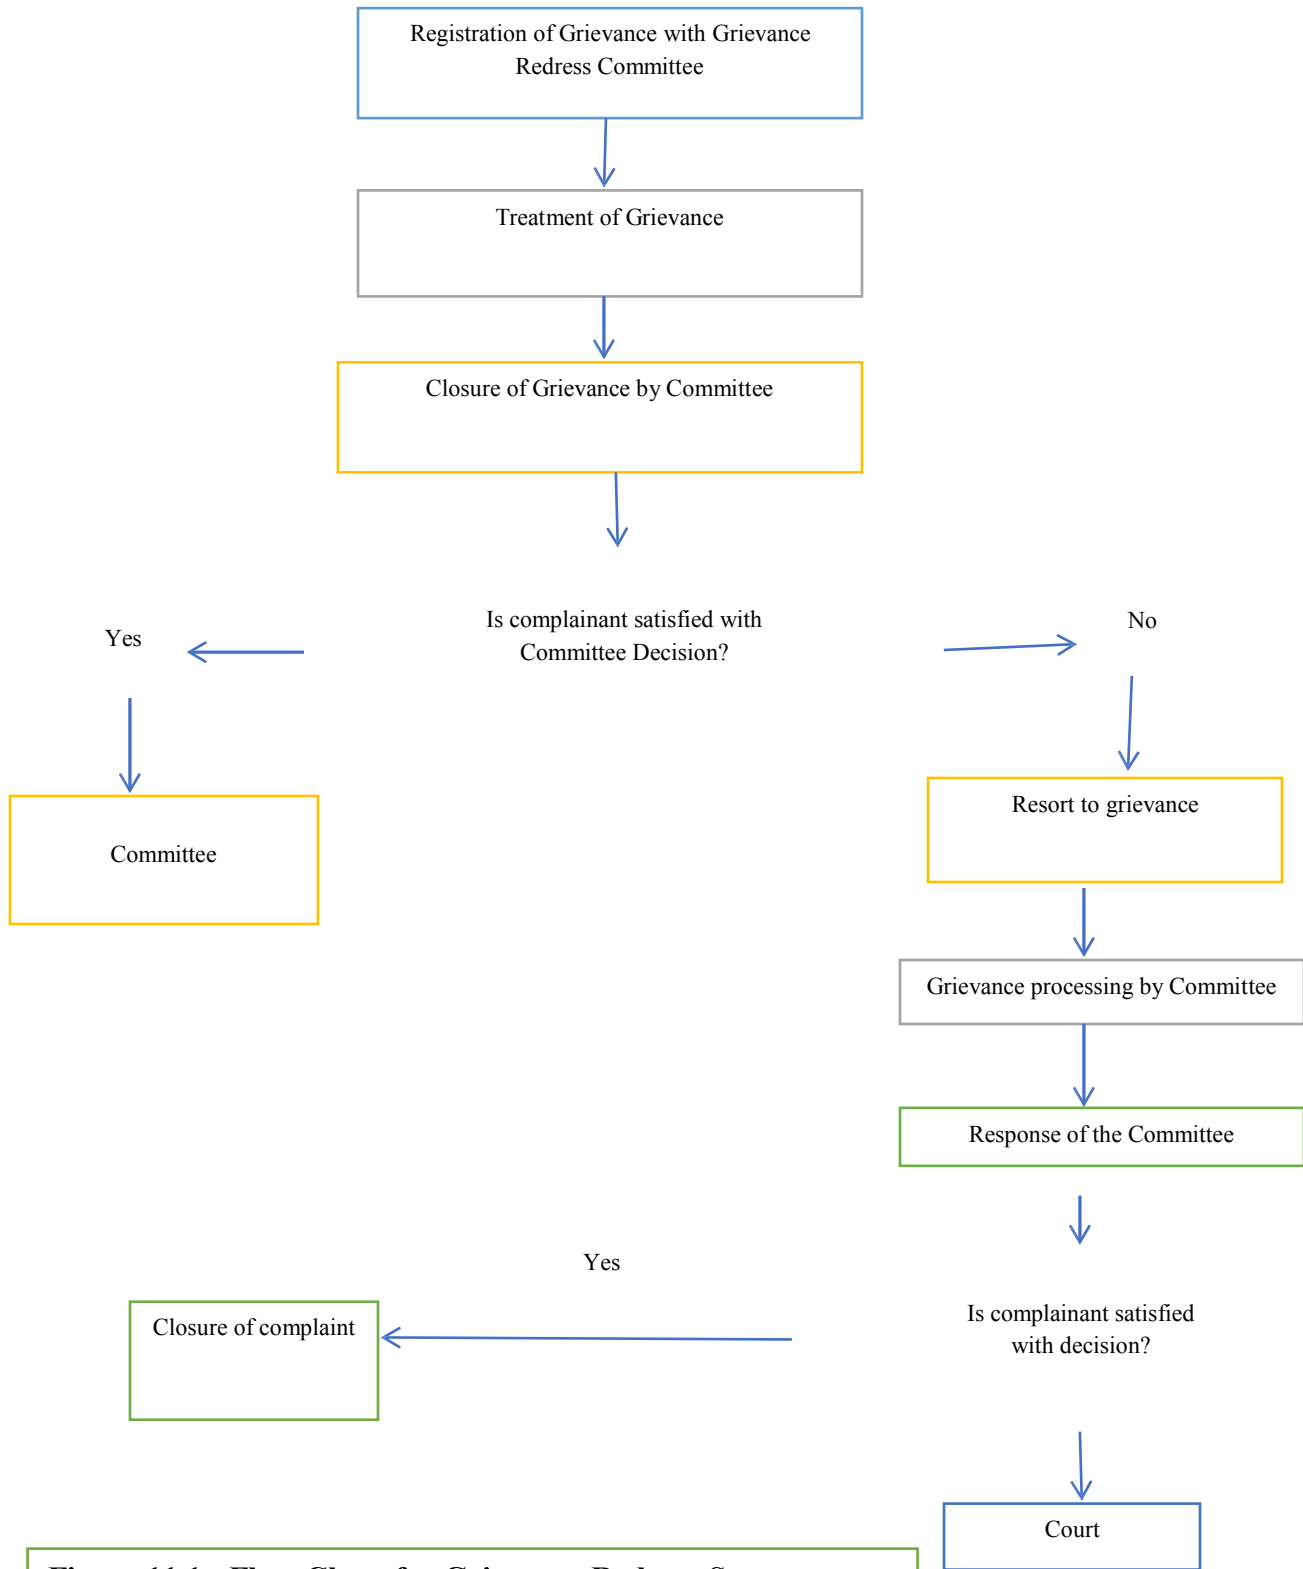 Registration of Grievance with Grievance
Redress Committee
Treatment of Grievance
Closure of Grievance by Committee
Is complainant satisfied with
Committee Decision?
Yes
No
Committee
Resort to grievance
Grievance processing by Committee
Response of the Committee
Yes
Closure of complaint
Is complainant satisfied
with decision?
Court